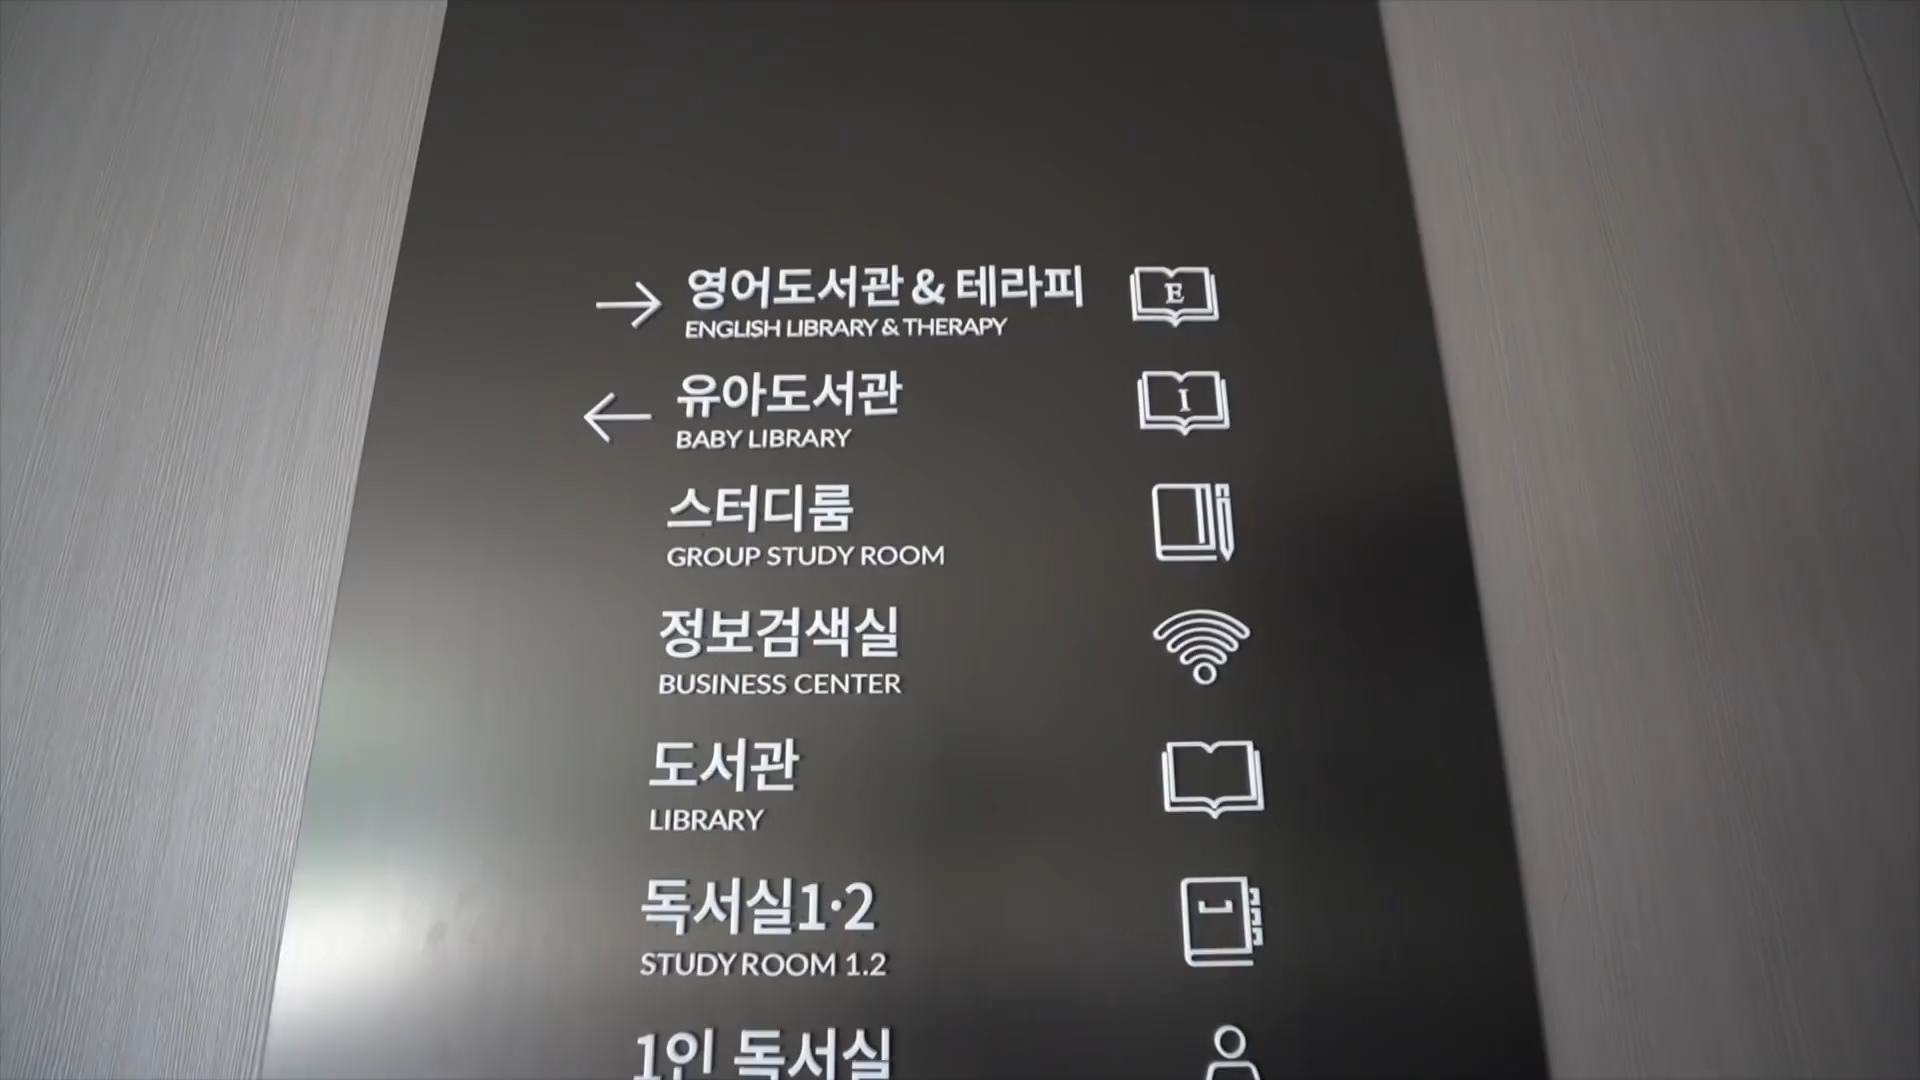 영어도서관 & 테라피
E
ENGLISH LIBRARY & THERAPY
유아도서관
I
BABY LIBRARY
스터디룸
GROUP STUDY ROOM
정보검색실
BUSINESS CENTER
도서관
LIBRARY
독서실1·2
STUDY ROOM 1.2
1인 독서실